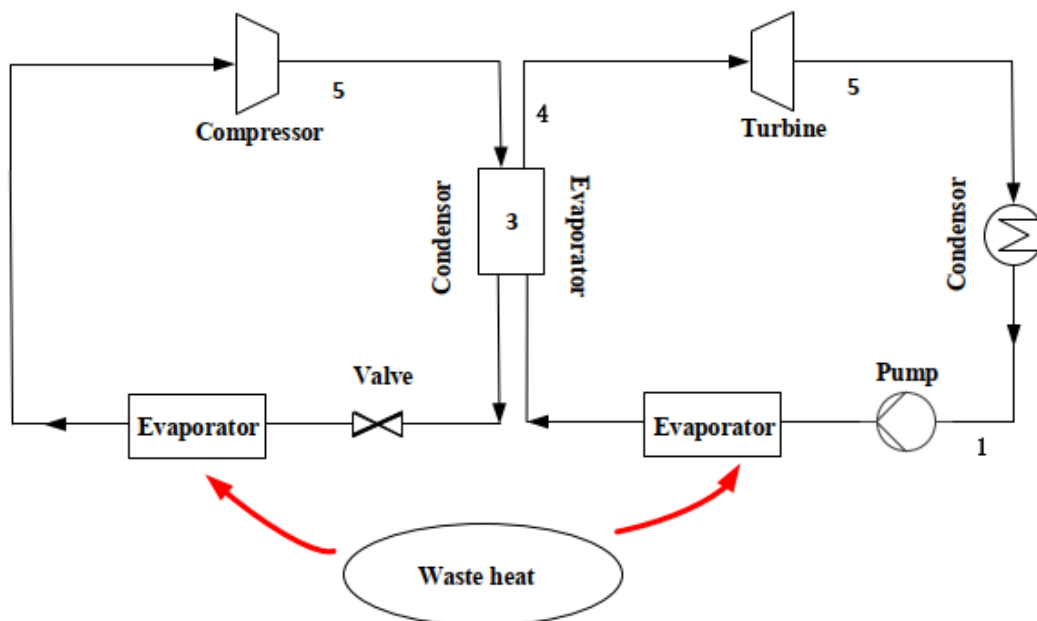 5
Compressor
4
5
Turbine
Condensor
3
Evaporator
Condensor
Valve
Pump
Evaporator
Evaporator
1
Waste heat